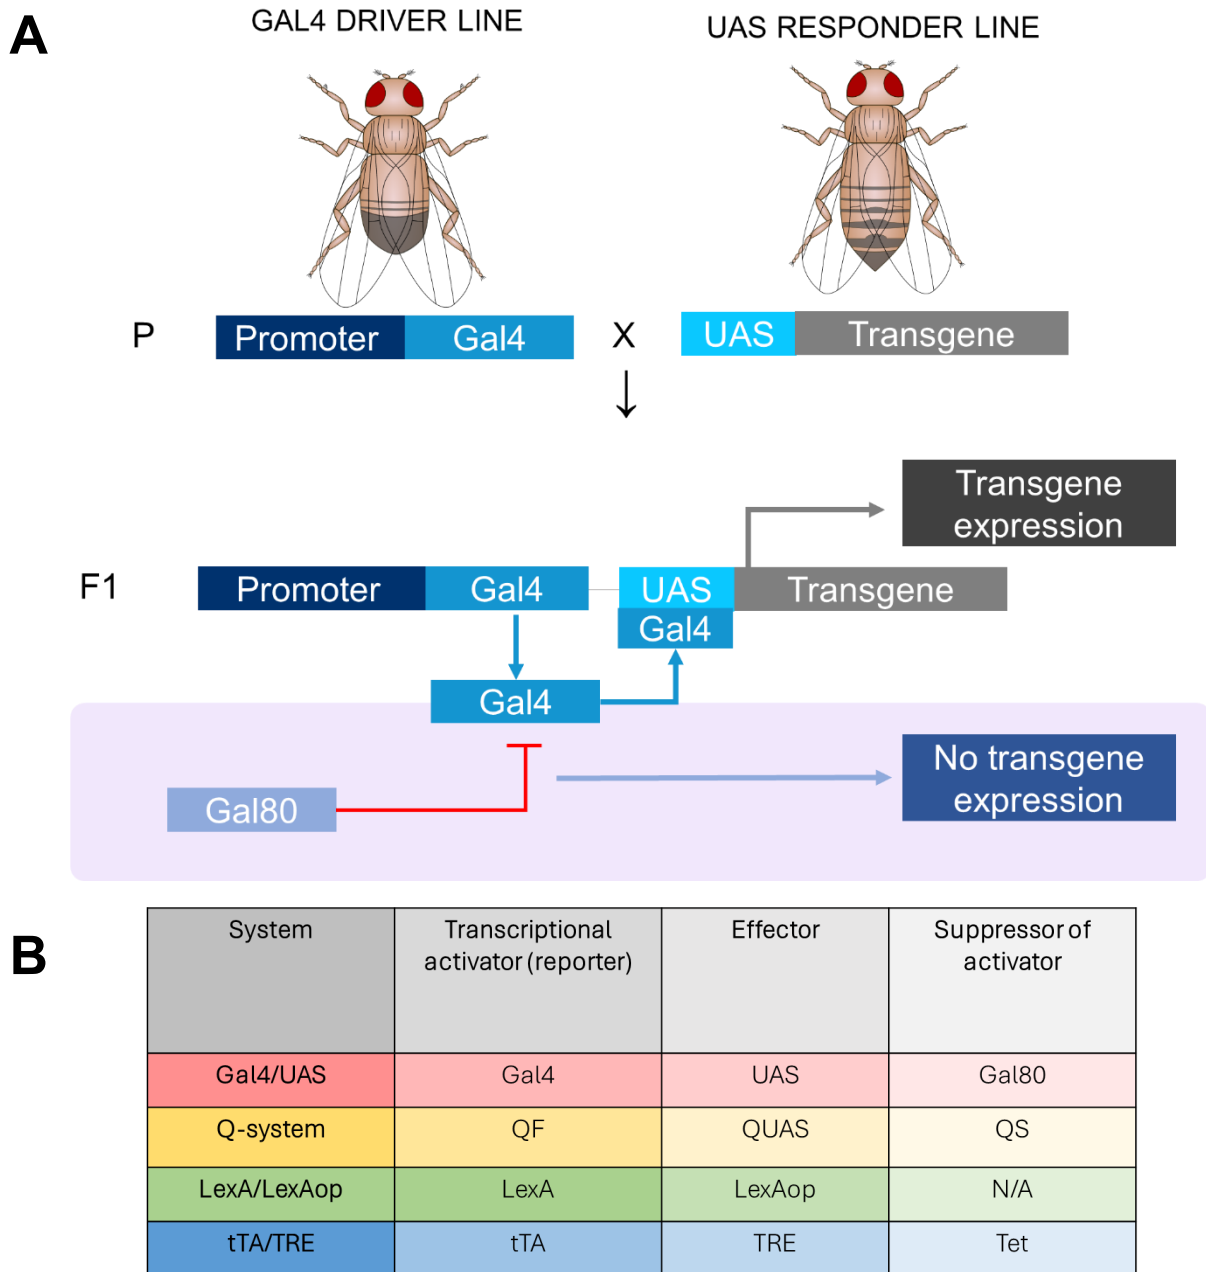 A
GAL4 DRIVER LINE
UAS RESPONDER LINE
P
Promoter
Gal4
X
UAS
Transgene
Transgene
expression
F1
Promoter
Gal4
UAS
Transgene
Gal4
Gal4
No transgene
expression
Gal80
B
System
Transcriptional
activator (reporter)
Effector
Suppressor of
activator
Gal4/UAS
Gal4
UAS
Gal80
Q-system
QF
QUAS
QS
LexA/LexAop
LexA
LexAop
N/A
tTA/TRE
tTA
TRE
Tet